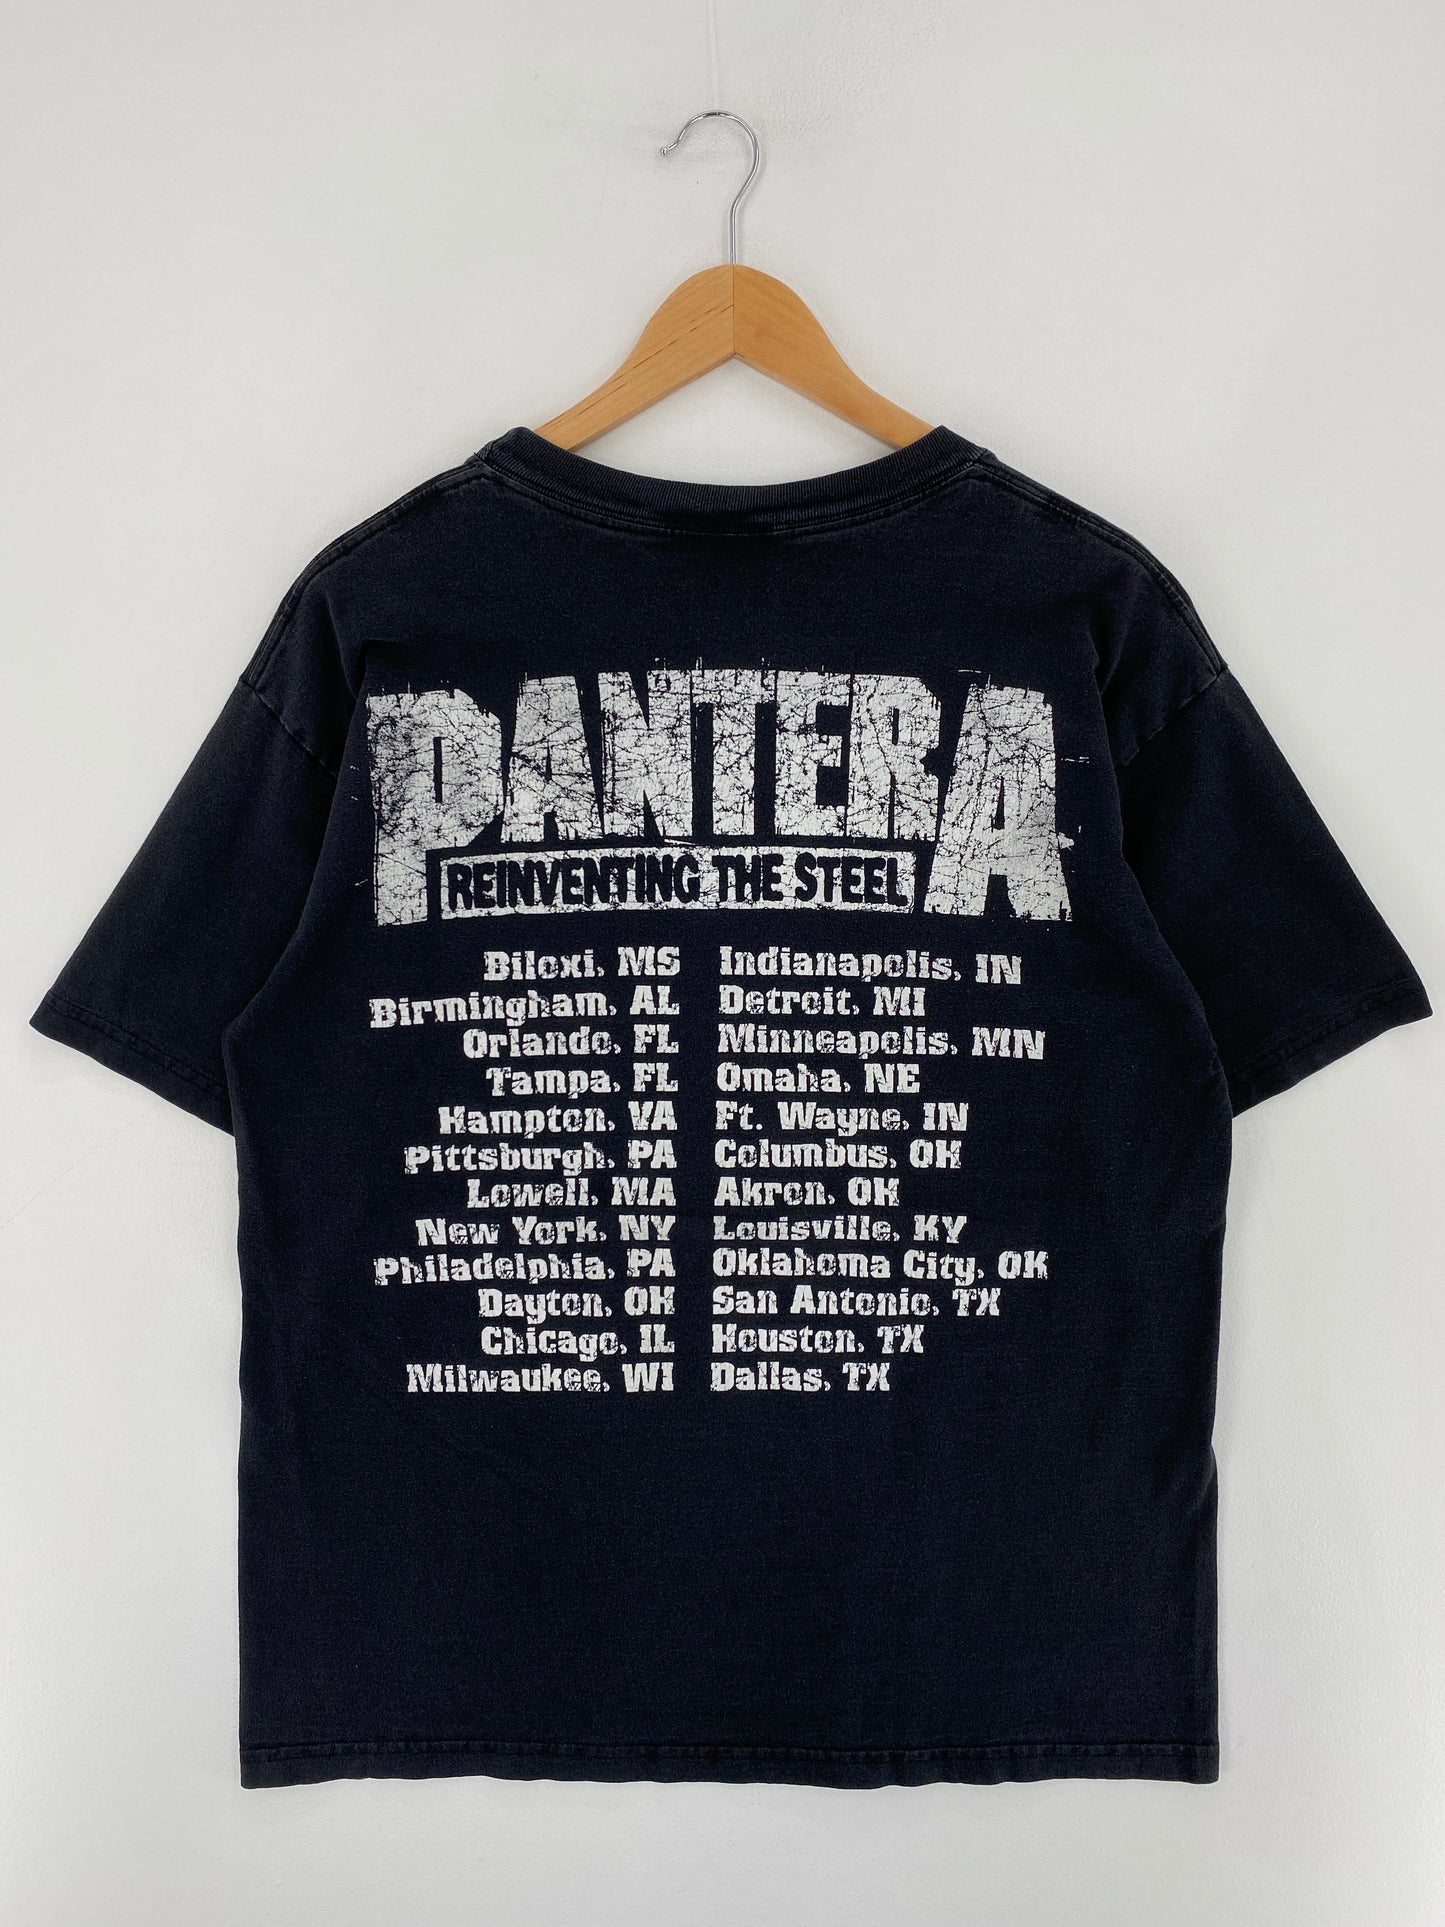 PANTERA
REINVENTING THE STEEL
Biloxi, MS
Birmingham, AL
Orlando, FL
Tampa, FL
Hampton, VA
Pittsburgh, PA
Lowell, MA
New York, NY
Philadelphia, PA
Dayton, OH
Chicago, IL
Milwaukee, WI
Indianapolis, IN
Detroit, MI
Minneapolis, MN
Omaha, NE
Ft. Wayne, IN
Columbus, OH
Akron, OH
Louisville, KY
Oklahoma City, OK
San Antonio, TX
Houston, TX
Dallas, TX